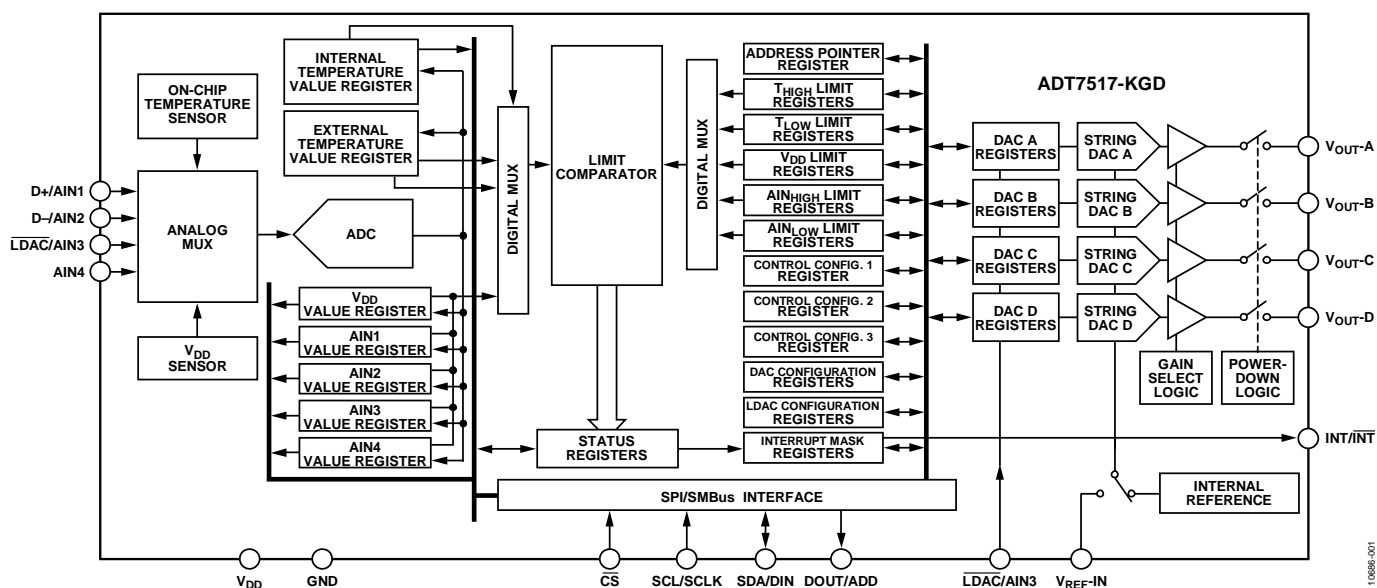 INTERNAL
TEMPERATURE
VALUE REGISTER
ON-CHIP
TEMPERATURE
SENSOR
EXTERNAL
TEMPERATURE
VALUE REGISTER
D+/AIN1
D–/AIN2
L̅D̅A̅C̅/AIN3
AIN4
ANALOG
MUX
ADC
VDD
SENSOR
VDD
VALUE REGISTER
AIN1
VALUE REGISTER
AIN2
VALUE REGISTER
AIN3
VALUE REGISTER
AIN4
VALUE REGISTER
DIGITAL MUX
LIMIT
COMPARATOR
DIGITAL MUX
STATUS
REGISTERS
ADDRESS POINTER
REGISTER
THIGH LIMIT
REGISTERS
TLOW LIMIT
REGISTERS
VDD LIMIT
REGISTERS
AINHIGH LIMIT
REGISTERS
AINLOW LIMIT
REGISTERS
CONTROL CONFIG. 1
REGISTER
CONTROL CONFIG. 2
REGISTER
CONTROL CONFIG. 3
REGISTER
DAC CONFIGURATION
REGISTERS
LDAC CONFIGURATION
REGISTERS
INTERRUPT MASK
REGISTERS
ADT7517-KGD
DAC A
REGISTERS
STRING
DAC A
VOUT-A
DAC B
REGISTERS
STRING
DAC B
VOUT-B
DAC C
REGISTERS
STRING
DAC C
VOUT-C
DAC D
REGISTERS
STRING
DAC D
VOUT-D
GAIN
SELECT
LOGIC
POWER-
DOWN
LOGIC
INT/I̅N̅T̅
INTERNAL
REFERENCE
SPI/SMBus INTERFACE
VDD
GND
C̅S̅
SCL/SCLK
SDA/DIN
DOUT/ADD
L̅D̅A̅C̅/AIN3
VREF-IN
10686-001